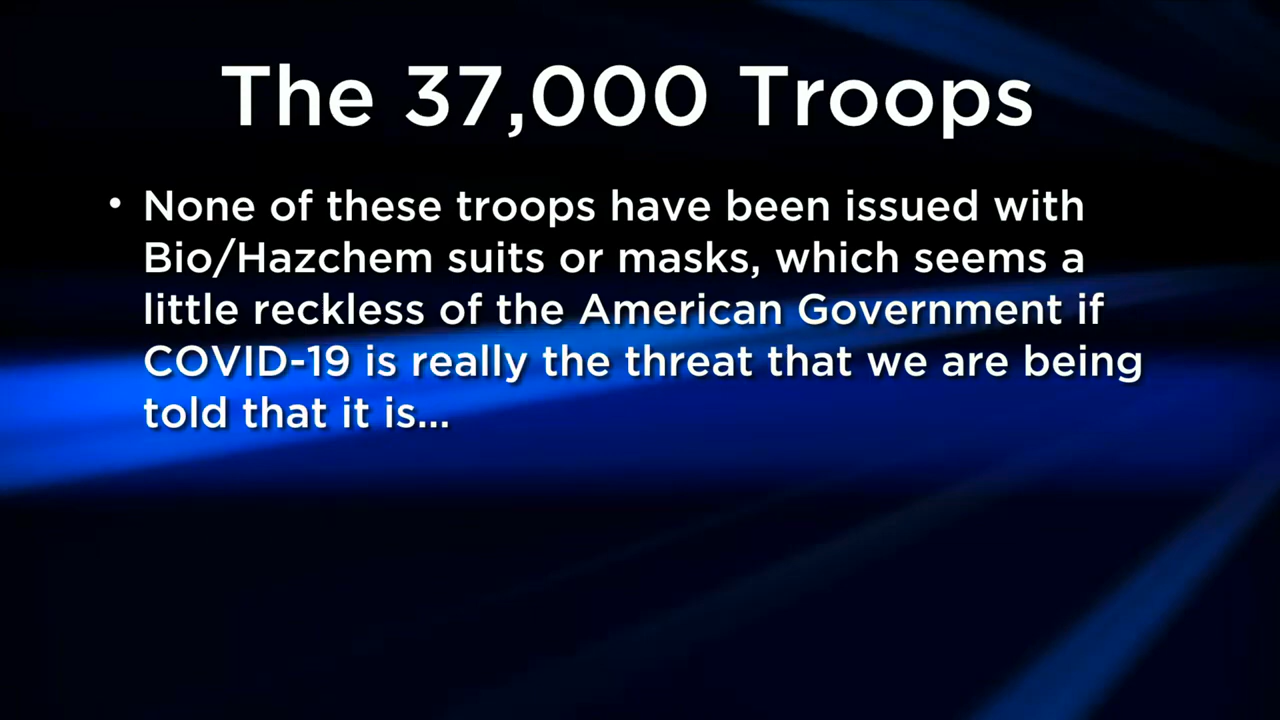 The 37,000 Troops
• None of these troops have been issued with
Bio/Hazchem suits or masks, which seems a
little reckless of the American Government if
COVID-19 is really the threat that we are being
told that it is...